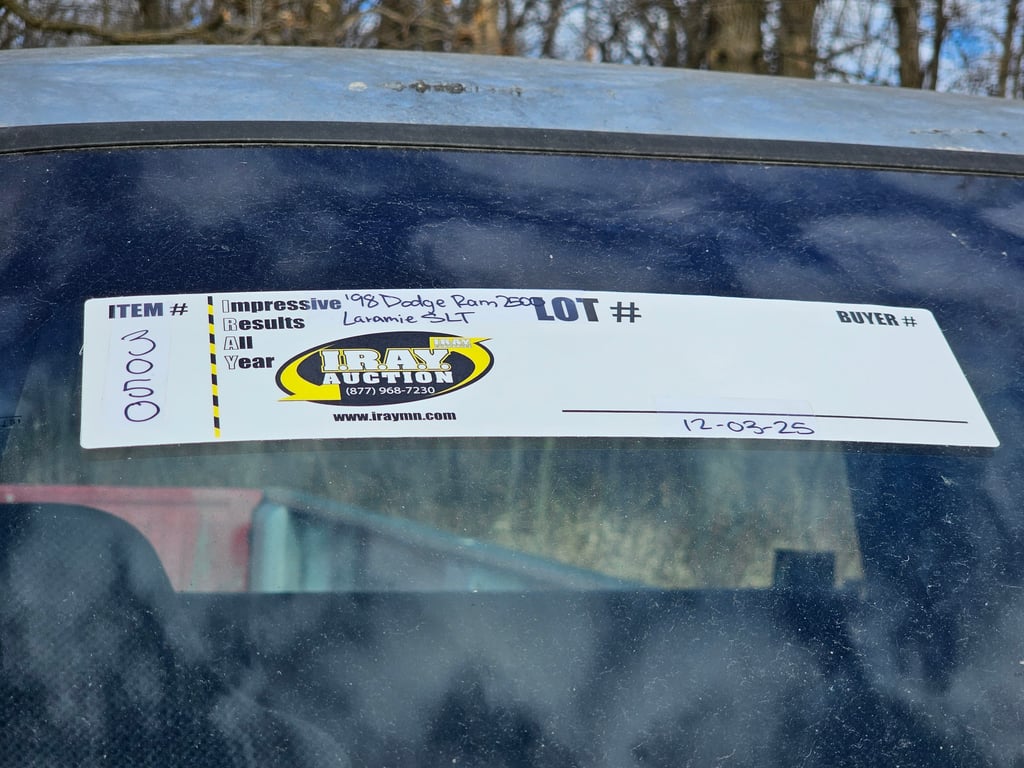 ITEM #
0503
Impressive
Results
All
Year
'98 Dodge Ram 2500
Laramie SLT
I.R.A.Y.
I.R.A.Y.
AUCTION
(877) 968-7230
www.iraymn.com
LOT #
BUYER #
12-03-25